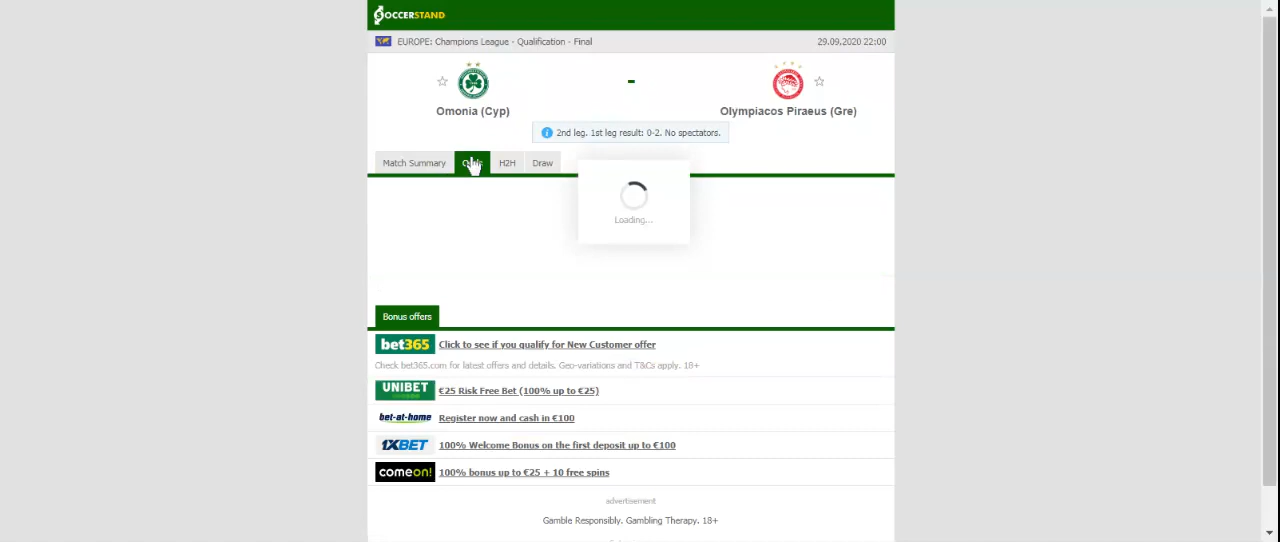 SOCCERSTAND
EUROPE: Champions League - Qualification - Final 29.09.2020 22:00
Omonia (Cyp) - Olympiacos Piraeus (Gre)
2nd leg. 1st leg result: 0-2. No spectators.
Match Summary H2H Draw
Loading...
Bonus offers
bet365 Click to see if you qualify for New Customer offer
Check bet365.com for latest offers and details. Geo-variations and T&Cs apply. 18+
UNIBET €25 Risk Free Bet (100% up to €25)
bet-at-home Register now and cash in €100
1XBET 100% Welcome Bonus on the first deposit up to €100
comeon! 100% bonus up to €25 + 10 free spins
advertisement
Gamble Responsibly. Gambling Therapy. 18+